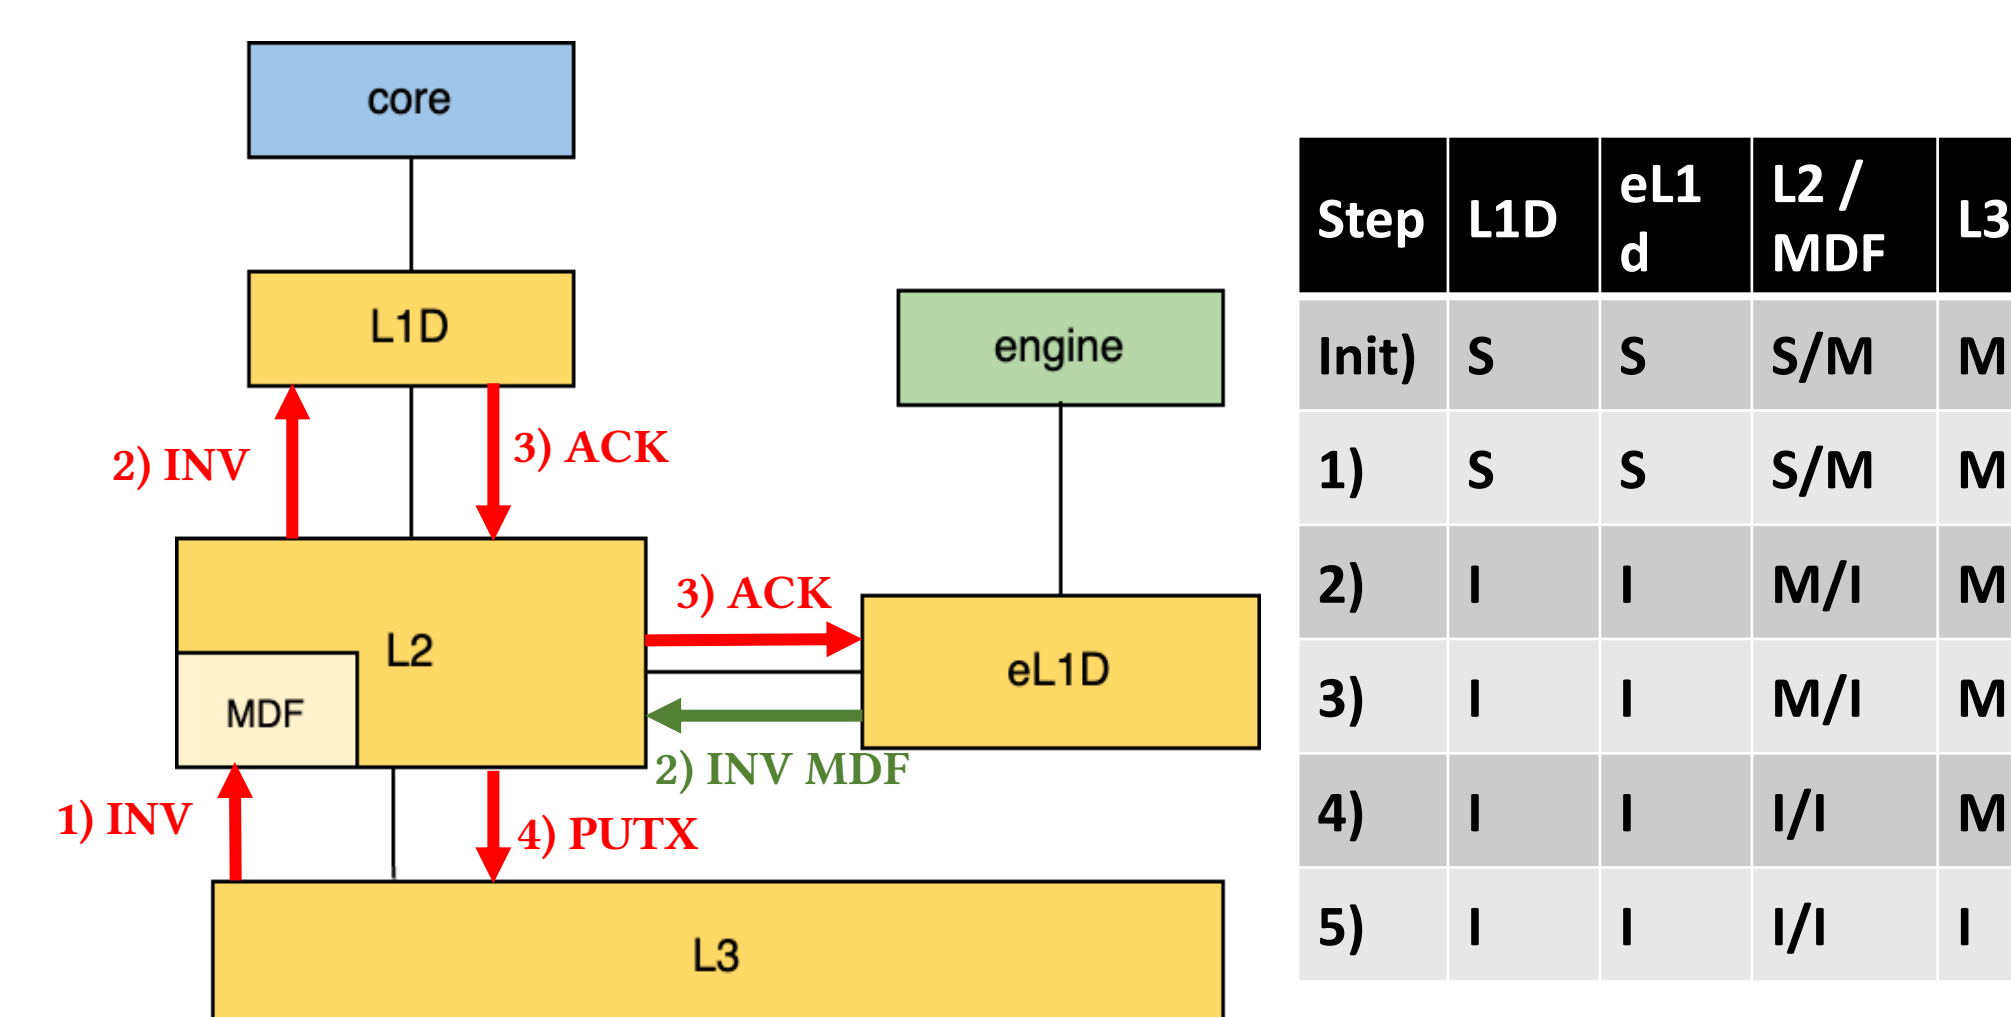 core
L1D
engine
2) INV
3) ACK
3) ACK
L2
eL1D
MDF
2) INV MDF
1) INV
4) PUTX
L3
Step L1D eL1 d L2 / MDF L3
Init) S S S/M M
1) S S S/M M
2) I I M/I M
3) I I M/I M
4) I I I/I M
5) I I I/I I